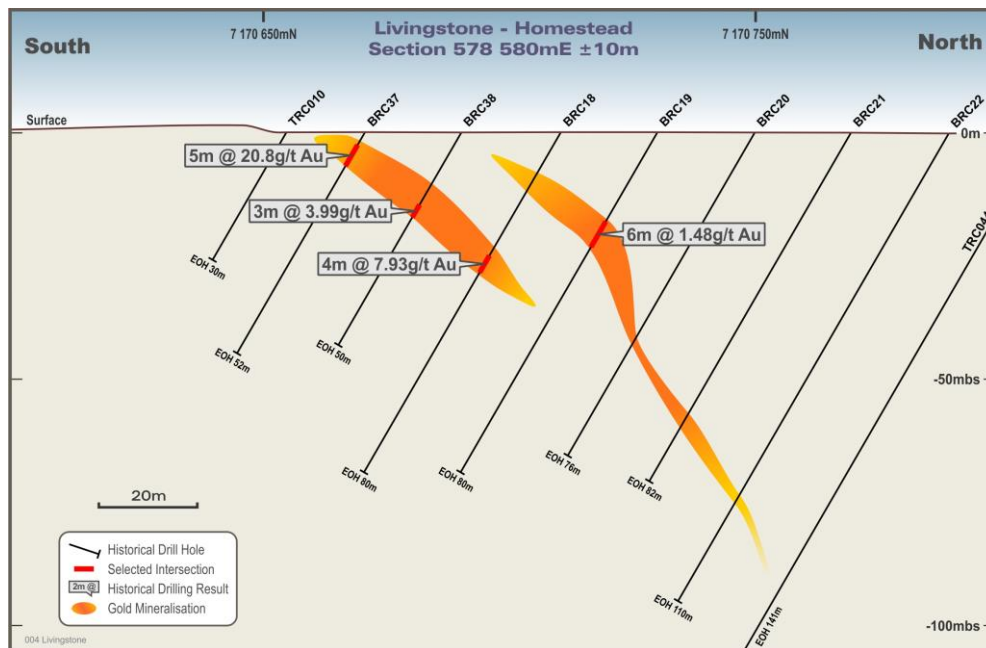 Livingstone - Homestead
Section 578 580mE ±10m
South
7 170 650mN
7 170 750mN
North
Surface
TRC010
BRC37
BRC38
BRC18
BRC19
BRC20
BRC21
BRC22
0m
5m @ 20.8g/t Au
3m @ 3.99g/t Au
4m @ 7.93g/t Au
6m @ 1.48g/t Au
TRC044
EOH 30m
EOH 52m
EOH 50m
-50mbs
EOH 80m
EOH 80m
EOH 76m
EOH 82m
EOH 110m
EOH 141m
20m
Historical Drill Hole
Selected Intersection
2m @
Historical Drilling Result
Gold Mineralisation
-100mbs
004 Livingstone